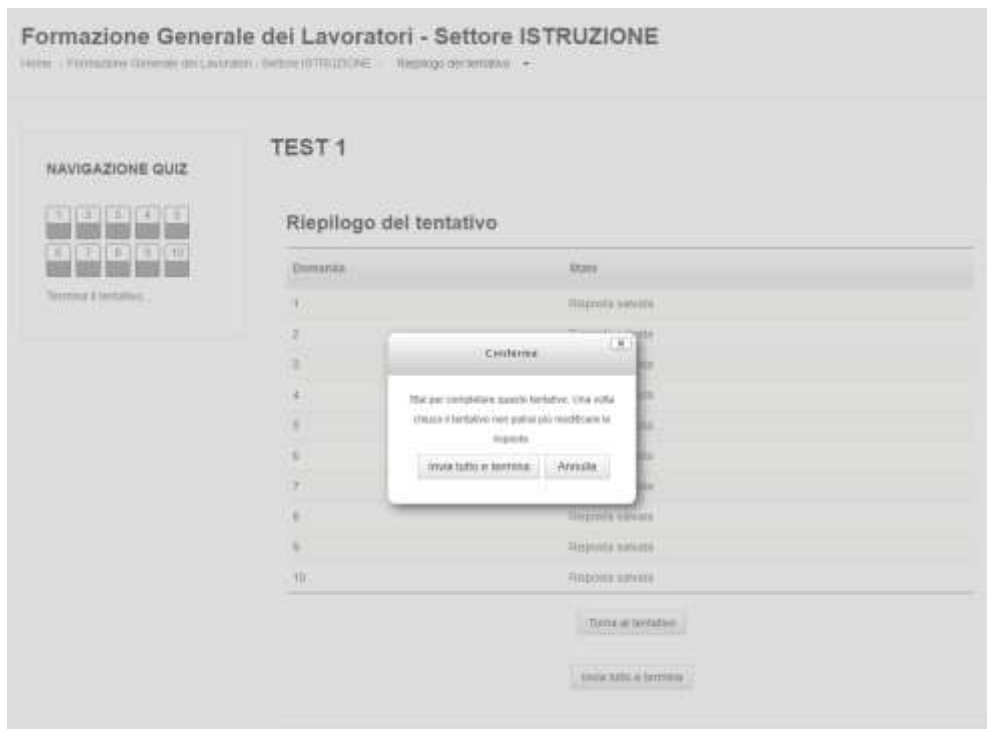 Formazione Generale dei Lavoratori - Settore ISTRUZIONE
Home Formazione Generale dei Lavoratori - Settore ISTRUZIONE Riepilogo del tentativo
NAVIGAZIONE QUIZ
1 2 3 4 5
6 7 8 9 10
Termina il tentativo...
TEST 1
Riepilogo del tentativo
Domanda Stato
1 Risposta salvata
2
3
4
5
6
7
8 Risposta salvata
9 Risposta salvata
10 Risposta salvata
Conferma
Stai per completare questo tentativo. Una volta
chiuso il tentativo non potrai più modificare le
risposte.
Invia tutto e termina Annulla
Torna al tentativo
Invia tutto e termina